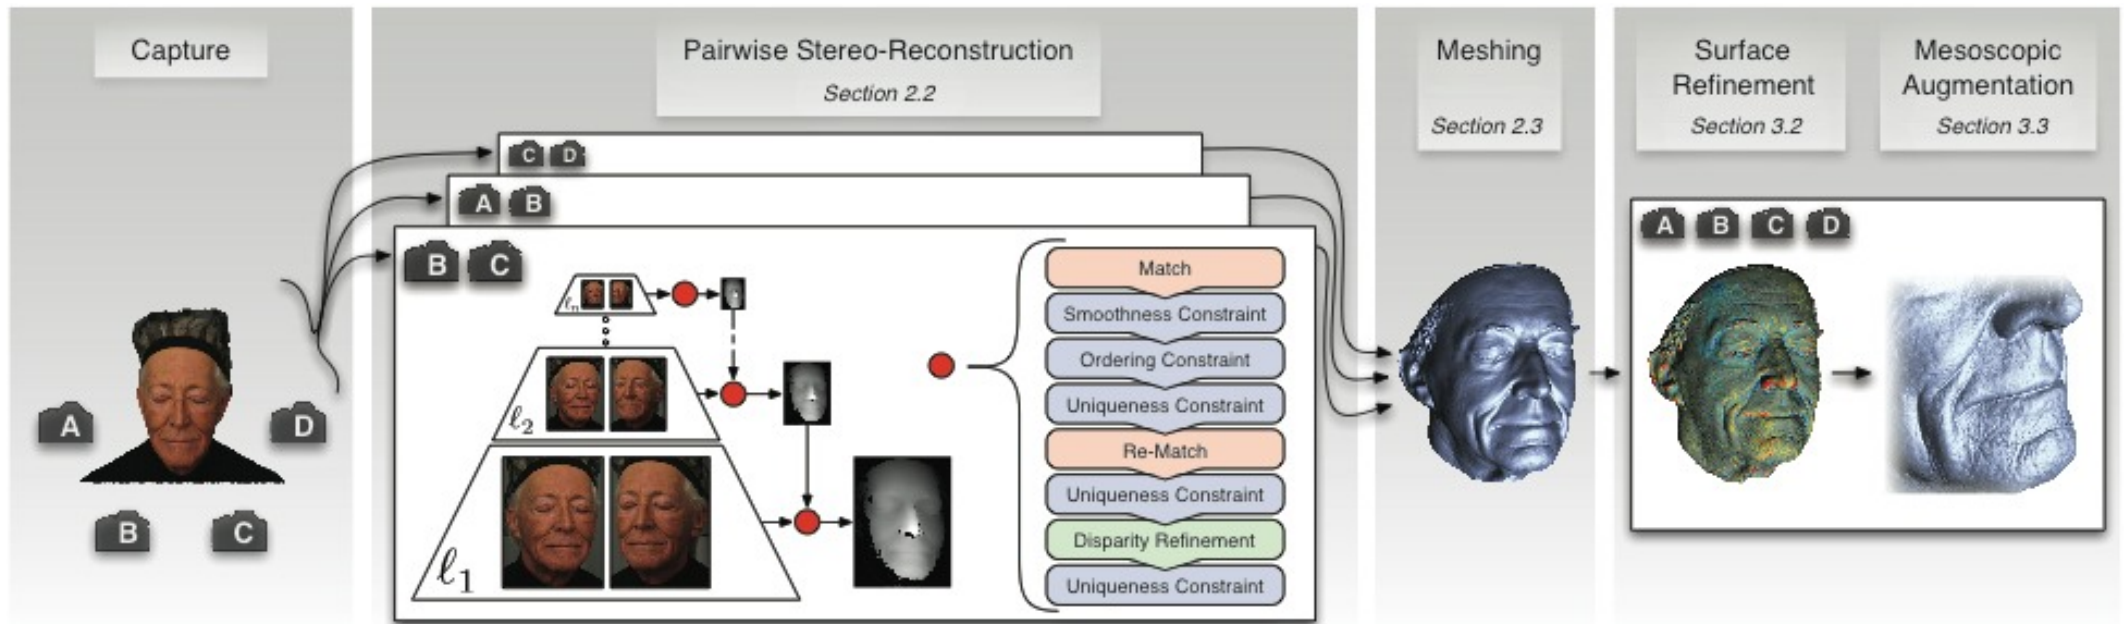 Capture
A
D
B
C
Pairwise Stereo-Reconstruction
Section 2.2
C D
A B
B C
ℓn
ℓ2
ℓ1
Match
Smoothness Constraint
Ordering Constraint
Uniqueness Constraint
Re-Match
Uniqueness Constraint
Disparity Refinement
Uniqueness Constraint
Meshing
Section 2.3
Surface
Refinement
Section 3.2
Mesoscopic
Augmentation
Section 3.3
A B C D